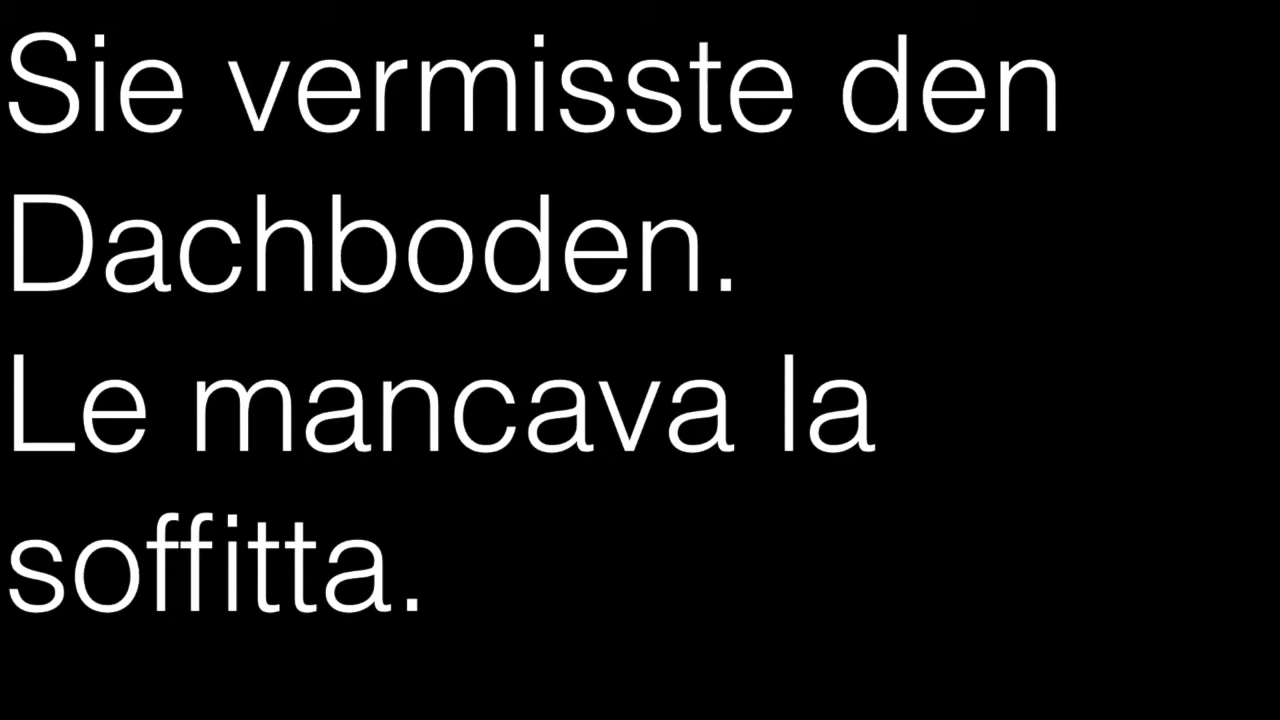 Sie vermisste den
Dachboden.
Le mancava la
soffitta.